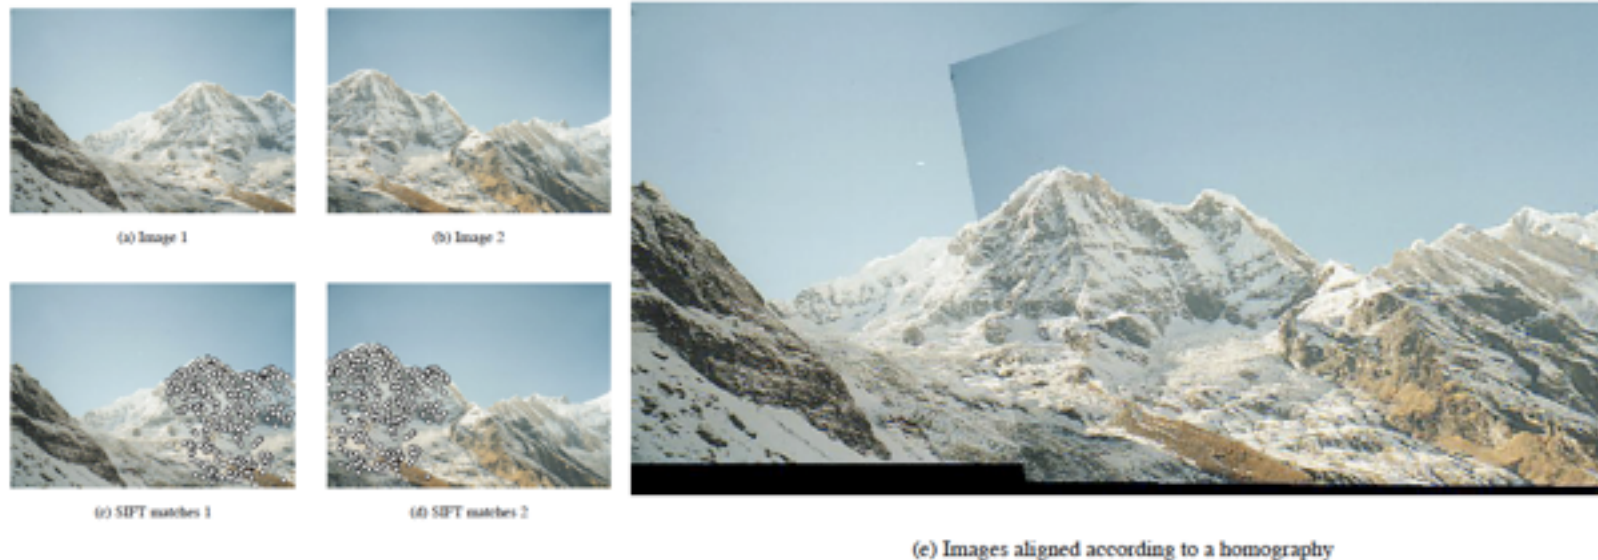 (a) Image 1
(b) Image 2
(c) SIFT matches 1
(d) SIFT matches 2
(e) Images aligned according to a homography